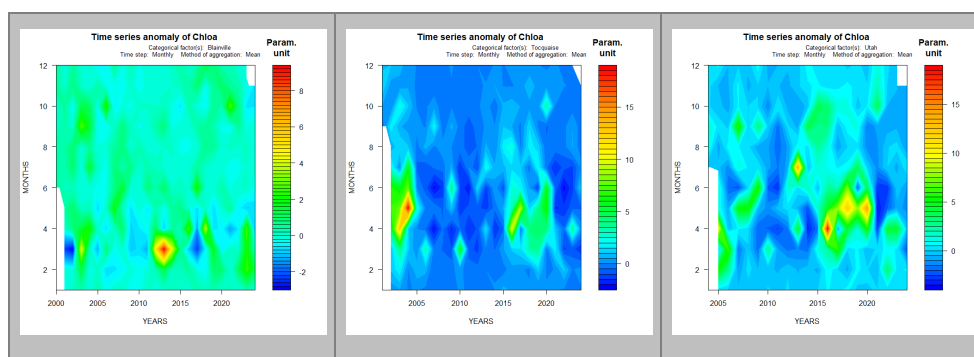 Time series anomaly of Chloa
Categorical factor(s): Blainville
Time step: Monthly Method of aggregation: Mean
Param.
unit
12
10
8
6
4
2
MONTHS
2000
2005
2010
2015
2020
YEARS
8
6
4
2
0
-2
Time series anomaly of Chloa
Categorical factor(s): Tocquaise
Time step: Monthly Method of aggregation: Mean
Param.
unit
12
10
8
6
4
2
MONTHS
2005
2010
2015
2020
YEARS
15
10
5
0
Time series anomaly of Chloa
Categorical factor(s): Utah
Time step: Monthly Method of aggregation: Mean
Param.
unit
12
10
8
6
4
2
MONTHS
2005
2010
2015
2020
YEARS
15
10
5
0